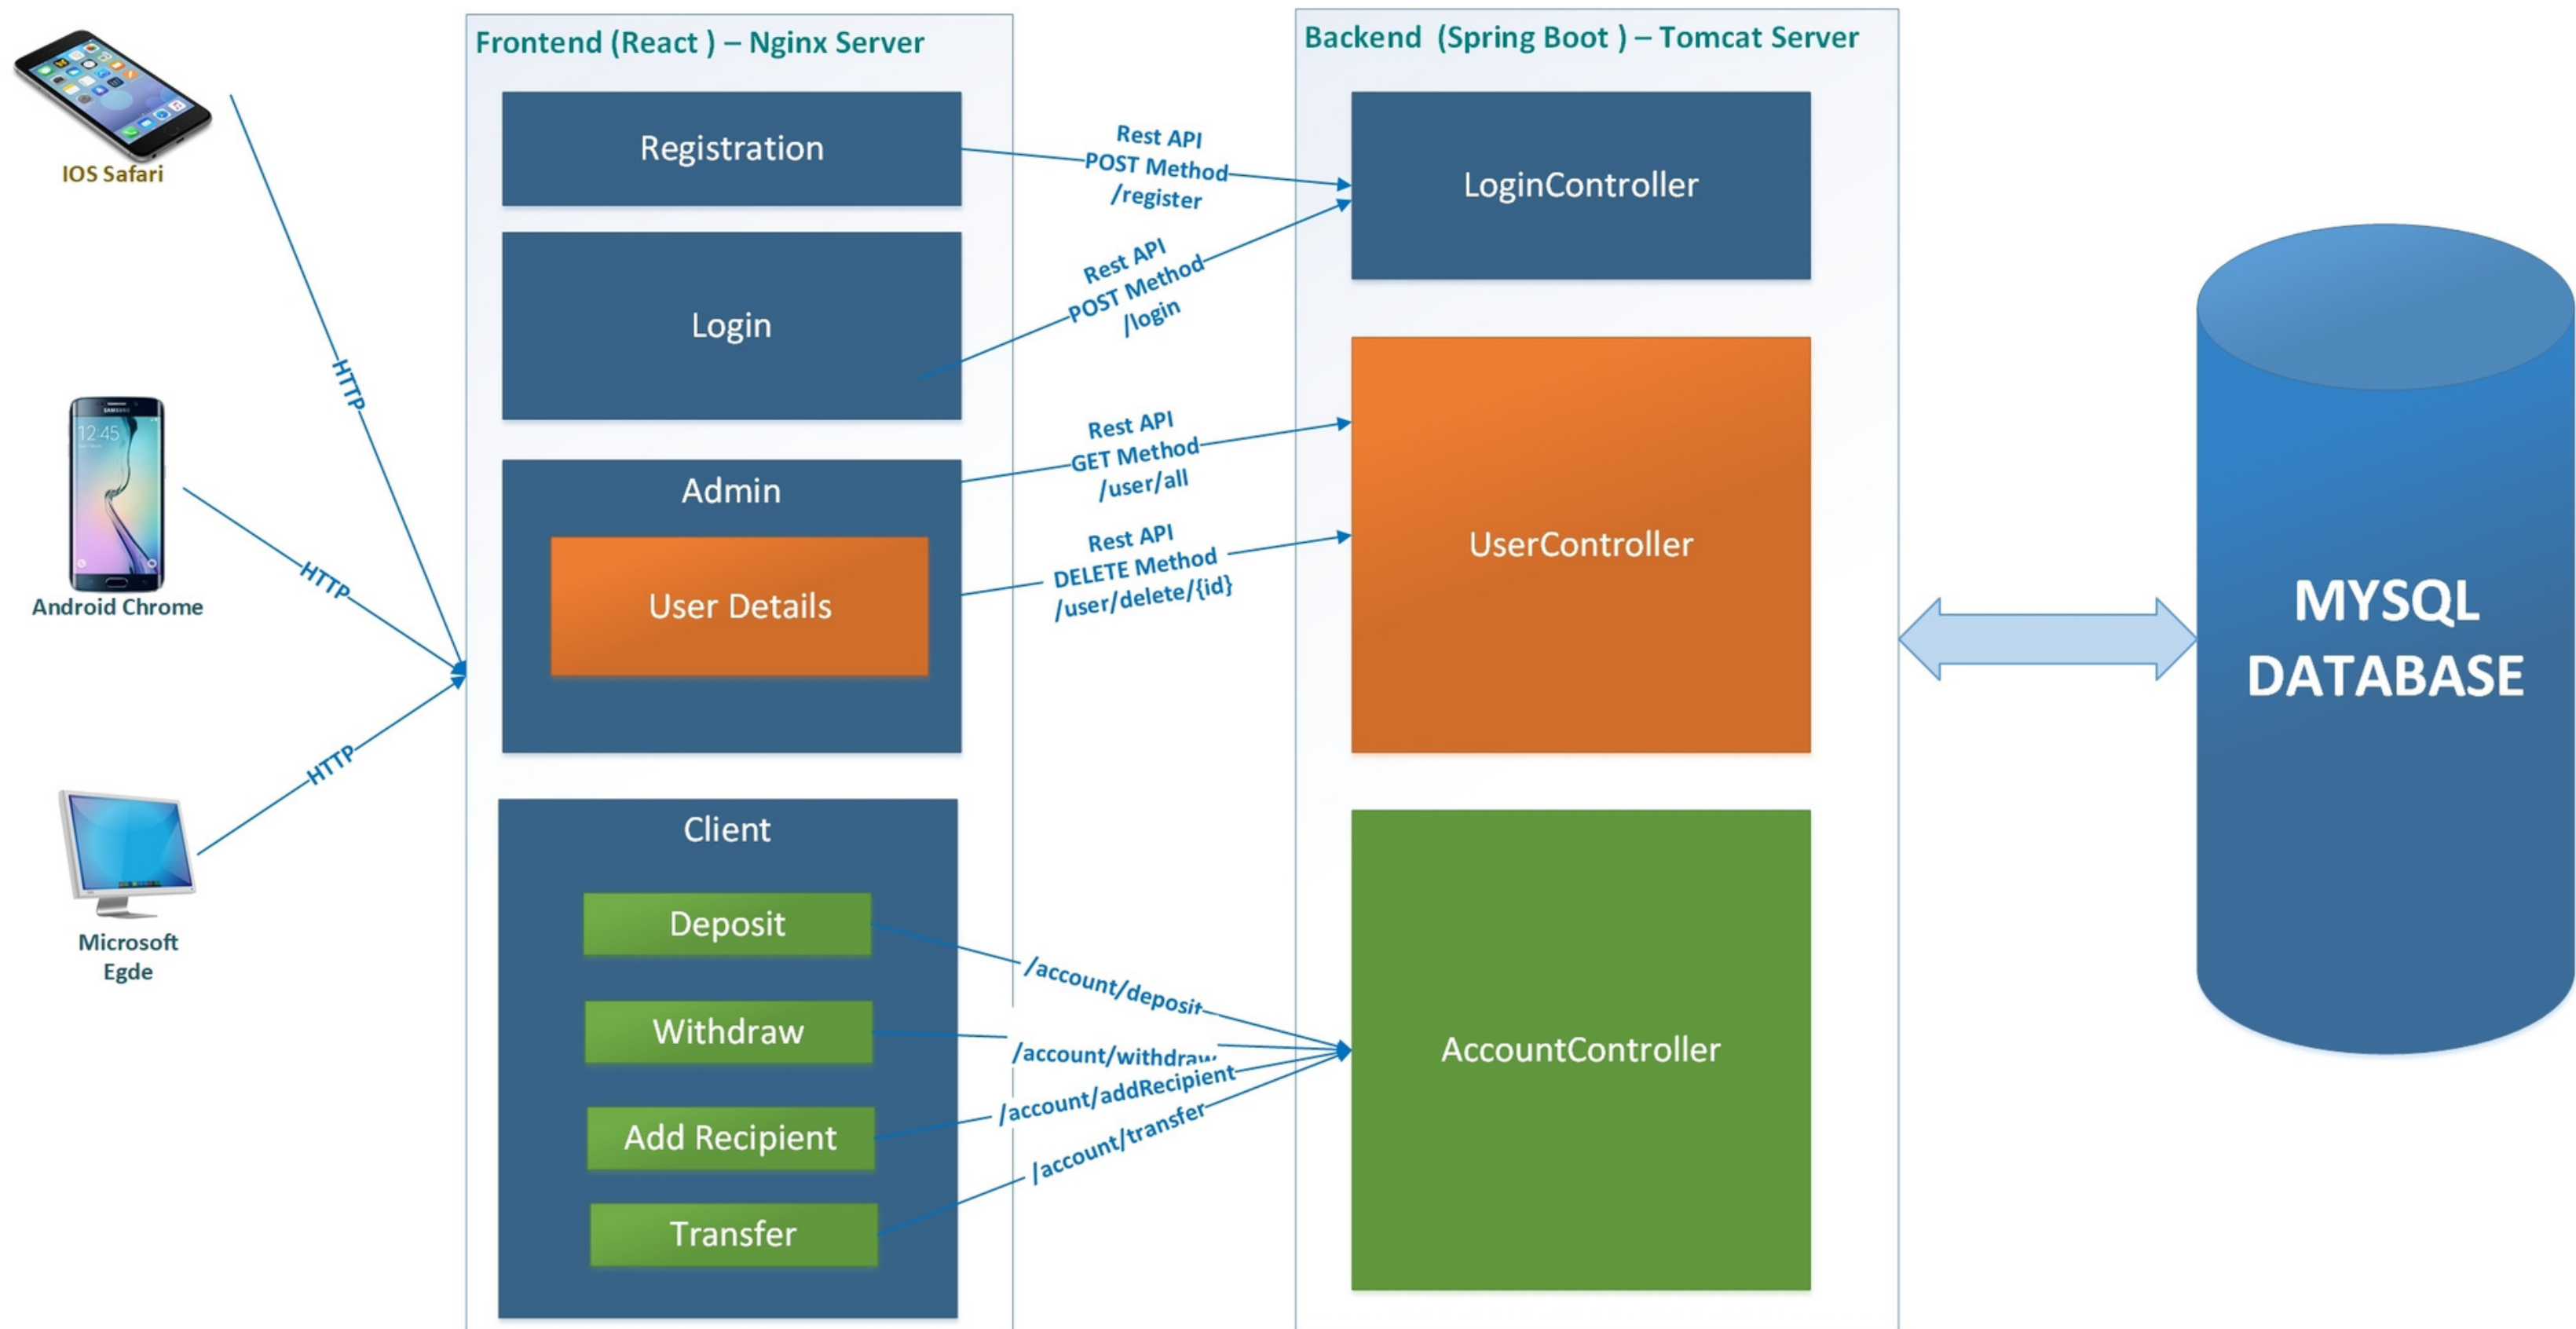 IOS Safari
SAMSUNG
12:45
Android Chrome
Microsoft
Egde
HTTP
HTTP
HTTP
Frontend (React ) – Nginx Server
Registration
Login
Admin
User Details
Client
Deposit
Withdraw
Add Recipient
Transfer
Rest API
POST Method
/register
Rest API
POST Method
/login
Rest API
GET Method
/user/all
Rest API
DELETE Method
/user/delete/{id}
/account/deposit
/account/withdraw
/account/addRecipient
/account/transfer
Backend (Spring Boot ) – Tomcat Server
LoginController
UserController
AccountController
MYSQL
DATABASE